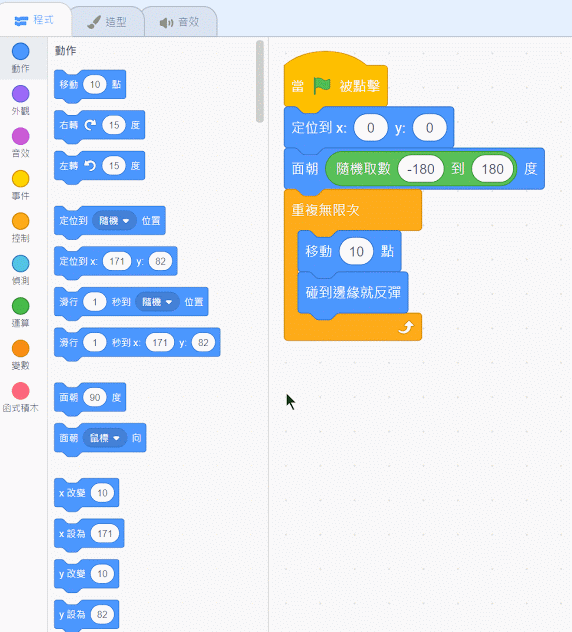 程式
造型
音效
動作
外觀
音效
事件
控制
偵測
運算
變數
函式積木
動作
移動 10 點
右轉 15 度
左轉 15 度
定位到 隨機 位置
定位到 x: 171 y: 82
滑行 1 秒到 隨機 位置
滑行 1 秒到 x: 171 y: 82
面朝 90 度
面朝 鼠標 向
x 改變 10
x 設為 171
y 改變 10
y 設為 82
當 被點擊
定位到 x: 0 y: 0
面朝 隨機取數 -180 到 180 度
重複無限次
移動 10 點
碰到邊緣就反彈